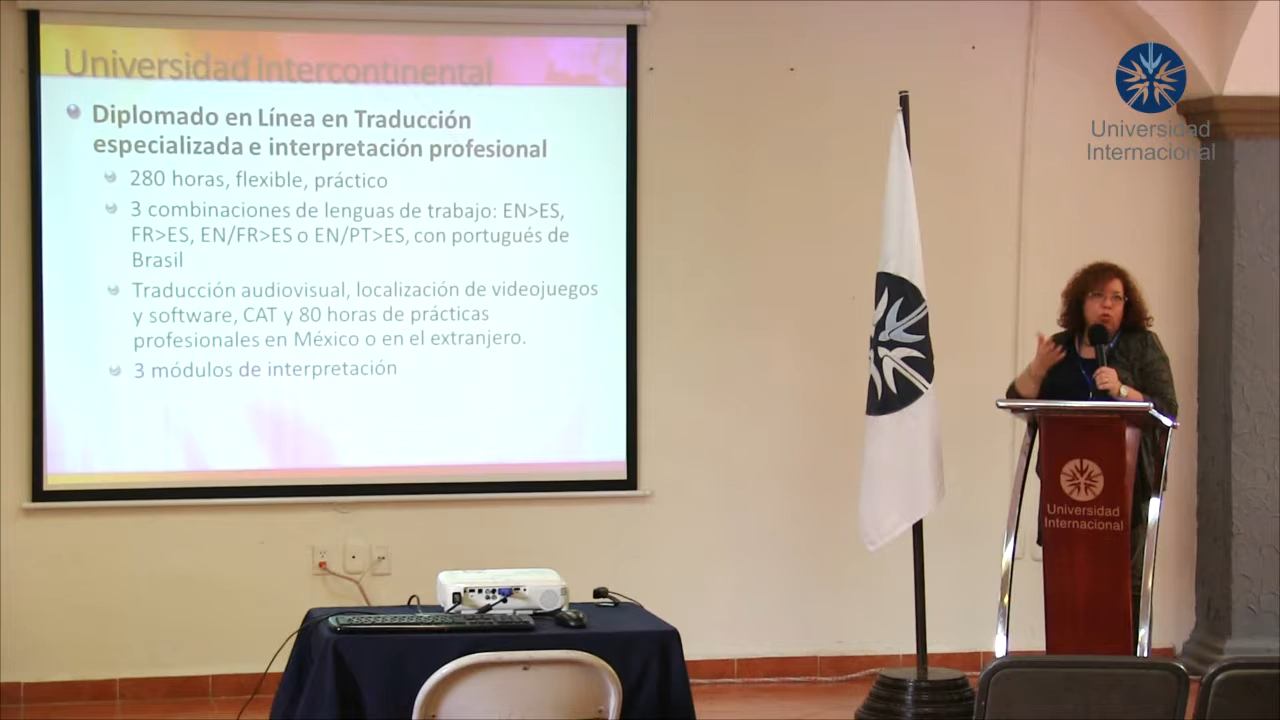 Universidad Intercontinental
Diplomado en Línea en Traducción
especializada e interpretación profesional
280 horas, flexible, práctico
3 combinaciones de lenguas de trabajo: EN>ES,
FR>ES, EN/FR>ES o EN/PT>ES, con portugués de
Brasil
Traducción audiovisual, localización de videojuegos
y software, CAT y 80 horas de prácticas
profesionales en México o en el extranjero.
3 módulos de interpretación
Universidad
Internacional
Universidad
Internacional